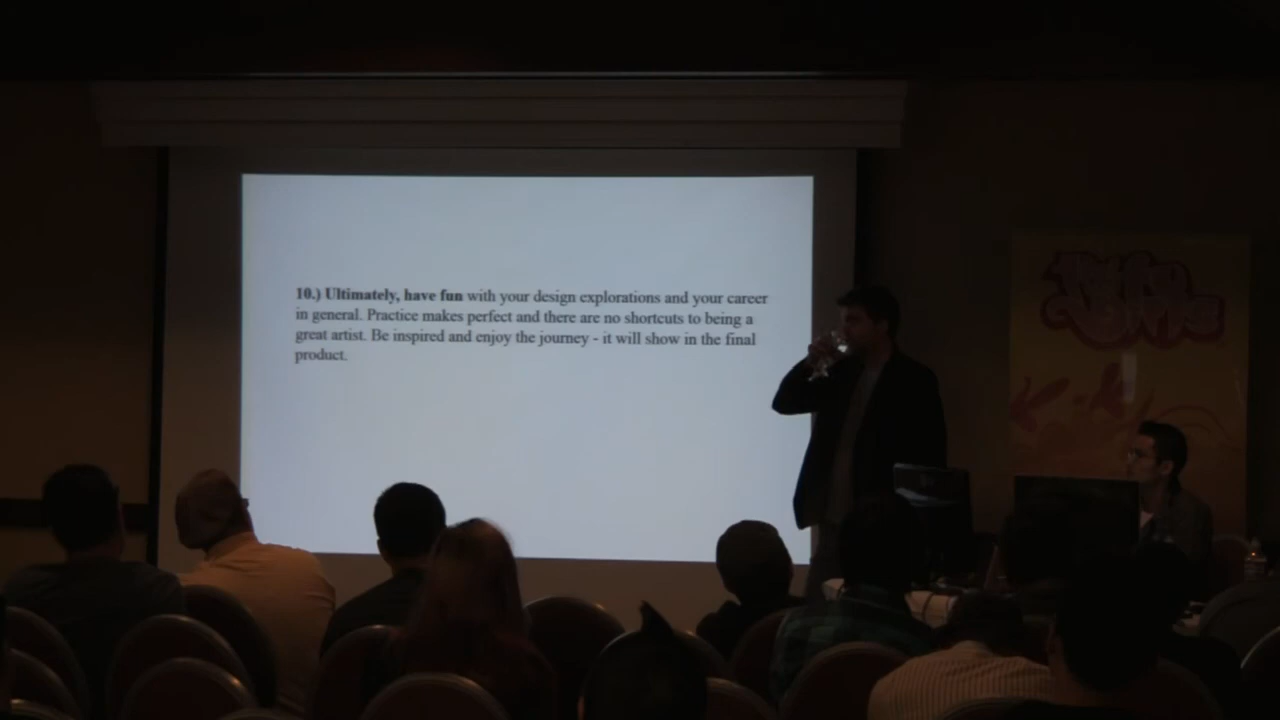 10.) Ultimately, have fun with your design explorations and your career
in general. Practice makes perfect and there are no shortcuts to being a
great artist. Be inspired and enjoy the journey - it will show in the final
product.